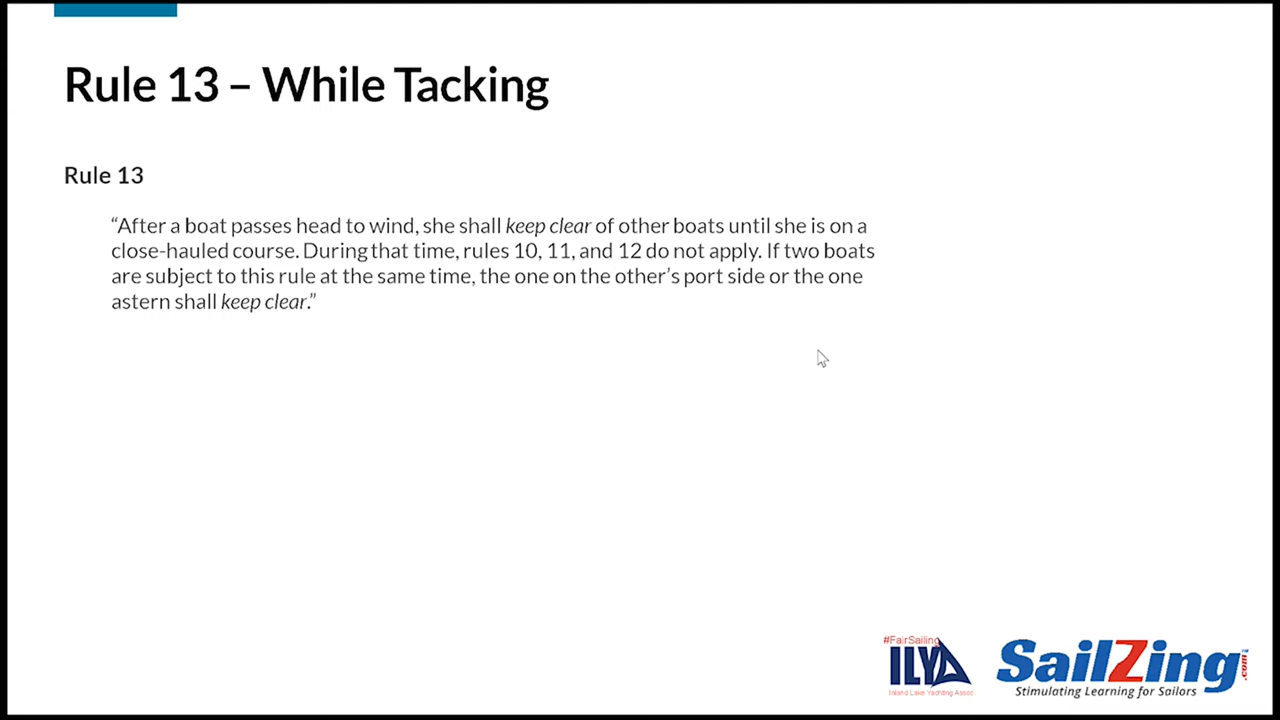 Rule 13 – While Tacking
Rule 13
“After a boat passes head to wind, she shall keep clear of other boats until she is on a
close-hauled course. During that time, rules 10, 11, and 12 do not apply. If two boats
are subject to this rule at the same time, the one on the other’s port side or the one
astern shall keep clear.”
#FairSailing
ILYA
Inland Lake Yachting Assoc.
SailZing.com
Stimulating Learning for Sailors